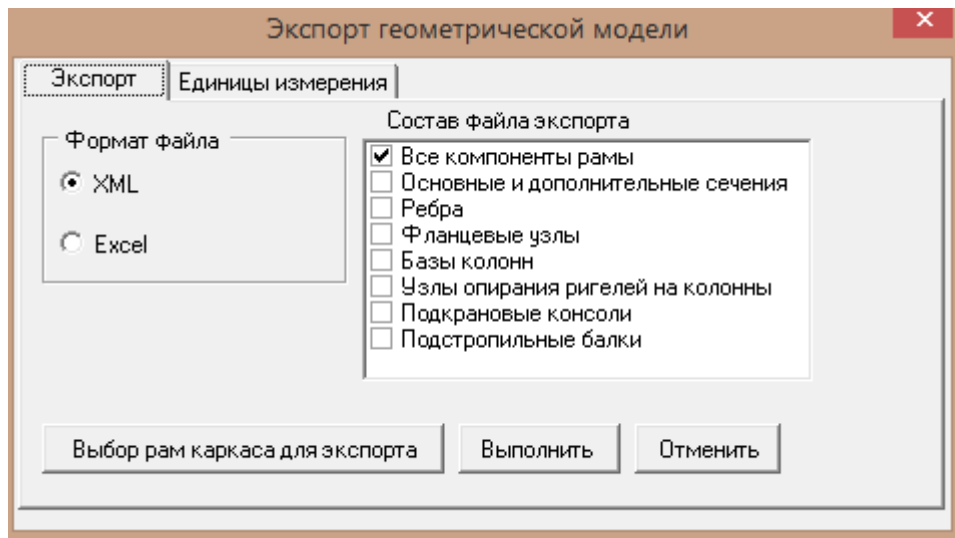 Экспорт геометрической модели
Экспорт
Единицы измерения
Формат файла
XML
Excel
Состав файла экспорта
Все компоненты рамы
Основные и дополнительные сечения
Ребра
Фланцевые узлы
Базы колонн
Узлы опирания ригелей на колонны
Подкрановые консоли
Подстропильные балки
Выбор рам каркаса для экспорта
Выполнить
Отменить